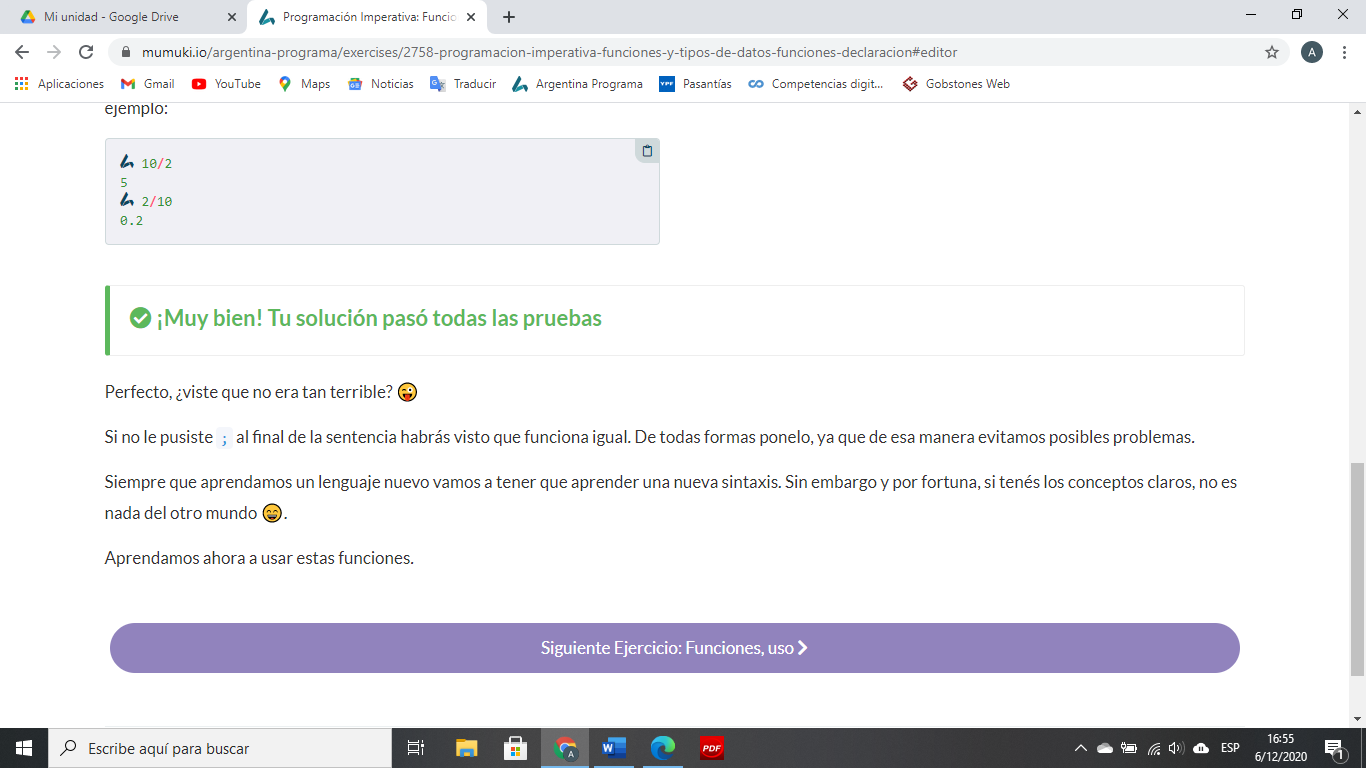 Mi unidad - Google Drive
Programación Imperativa: Funcio
mumuki.io/argentina-programa/exercises/2758-programacion-imperativa-funciones-y-tipos-de-datos-funciones-declaracion#editor
A
Aplicaciones
Gmail
YouTube
Maps
Noticias
Traducir
Argentina Programa
YPF
Pasantías
Competencias digit...
Gobstones Web
ejemplo:
10/2
5
2/10
0.2
¡Muy bien! Tu solución pasó todas las pruebas
Perfecto, ¿viste que no era tan terrible? 😜
Si no le pusiste ; al final de la sentencia habrás visto que funciona igual. De todas formas ponelo, ya que de esa manera evitamos posibles problemas.
Siempre que aprendamos un lenguaje nuevo vamos a tener que aprender una nueva sintaxis. Sin embargo y por fortuna, si tenés los conceptos claros, no es
nada del otro mundo 😄.
Aprendamos ahora a usar estas funciones.
Siguiente Ejercicio: Funciones, uso
Escribe aquí para buscar
A
W
PDF
ESP
16:55
6/12/2020
1